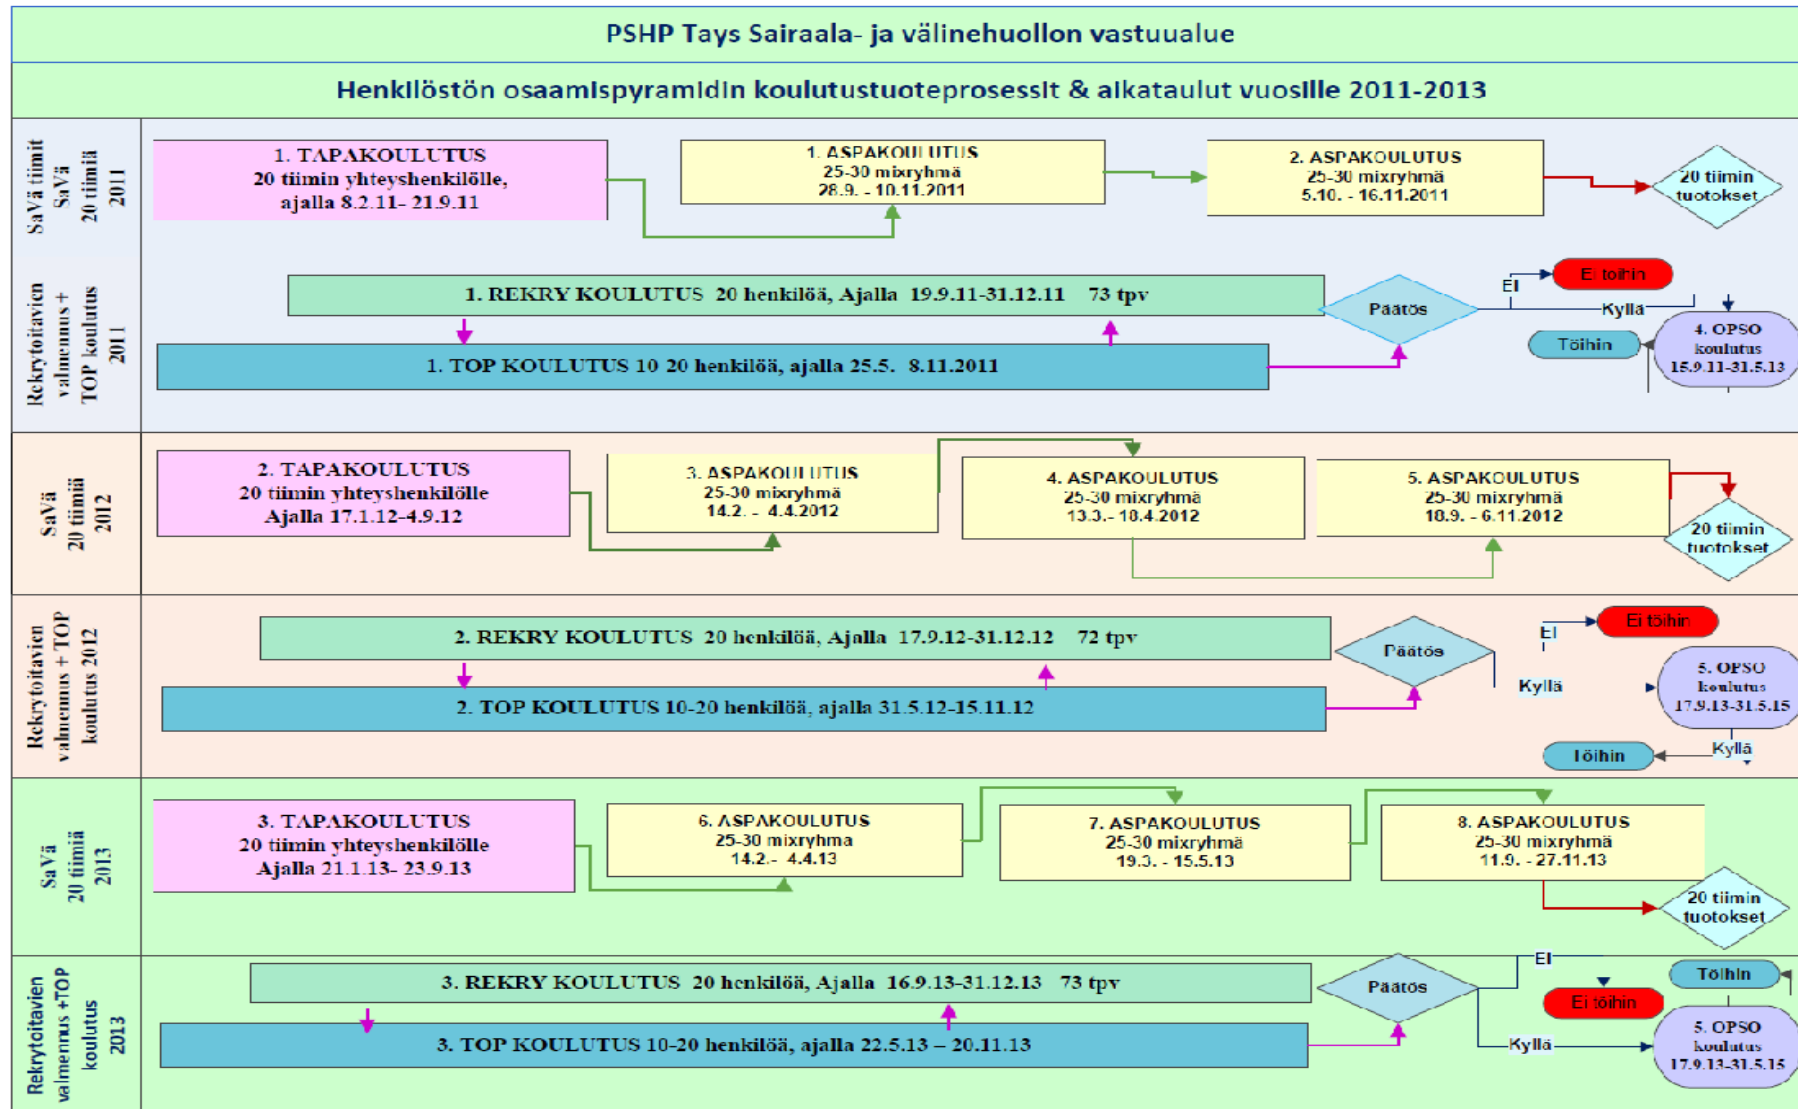 PSHP Tays Sairaala- ja välinehuollon vastuualue
Henkilöstön osaamispyramidin koulutustuoteprosessit & aikataulut vuosille 2011-2013
SaVä tiimit
SaVä
20 tiimiä
2011
1. TAPAKOULUTUS
20 tiimin yhteyshenkilölle,
ajalla 8.2.11- 21.9.11
1. ASPAKOULUTUS
25-30 mixryhmä
28.9. - 10.11.2011
2. ASPAKOULUTUS
25-30 mixryhmä
5.10. - 16.11.2011
20 tiimin
tuotokset
Rekrytoitavien
valmennus +
TOP koulutus
2011
1. REKRY KOULUTUS 20 henkilöä, Ajalla 19.9.11-31.12.11 73 tpv
1. TOP KOULUTUS 10-20 henkilöä, ajalla 25.5. 8.11.2011
Päätös
EI
Ei töihin
Kyllä
Töihin
4. OPSO
koulutus
15.9.11-31.5.13
SaVä
20 tiimiä
2012
2. TAPAKOULUTUS
20 tiimin yhteyshenkilölle
Ajalla 17.1.12-4.9.12
3. ASPAKOULUTUS
25-30 mixryhmä
14.2. - 4.4.2012
4. ASPAKOULUTUS
25-30 mixryhmä
13.3.- 18.4.2012
5. ASPAKOULUTUS
25-30 mixryhmä
18.9. - 6.11.2012
20 tiimin
tuotokset
Rekrytoitavien
valmennus + TOP
koulutus 2012
2. REKRY KOULUTUS 20 henkilöä, Ajalla 17.9.12-31.12.12 72 tpv
2. TOP KOULUTUS 10-20 henkilöä, ajalla 31.5.12-15.11.12
Päätös
EI
Ei töihin
Kyllä
5. OPSO
koulutus
17.9.13-31.5.15
Kyllä
Töihin
SaVä
20 tiimiä
2013
3. TAPAKOULUTUS
20 tiimin yhteyshenkilölle
Ajalla 21.1.13- 23.9.13
6. ASPAKOULUTUS
25-30 mixryhmä
14.2.- 4.4.13
7. ASPAKOULUTUS
25-30 mixryhmä
19.3. - 15.5.13
8. ASPAKOULUTUS
25-30 mixryhmä
11.9. - 27.11.13
20 tiimin
tuotokset
Rekrytoitavien
valmennus +TOP
koulutus
2013
3. REKRY KOULUTUS 20 henkilöä, Ajalla 16.9.13-31.12.13 73 tpv
3. TOP KOULUTUS 10-20 henkilöä, ajalla 22.5.13 – 20.11.13
Päätös
EI
Ei töihin
Töihin
Kyllä
5. OPSO
koulutus
17.9.13-31.5.15